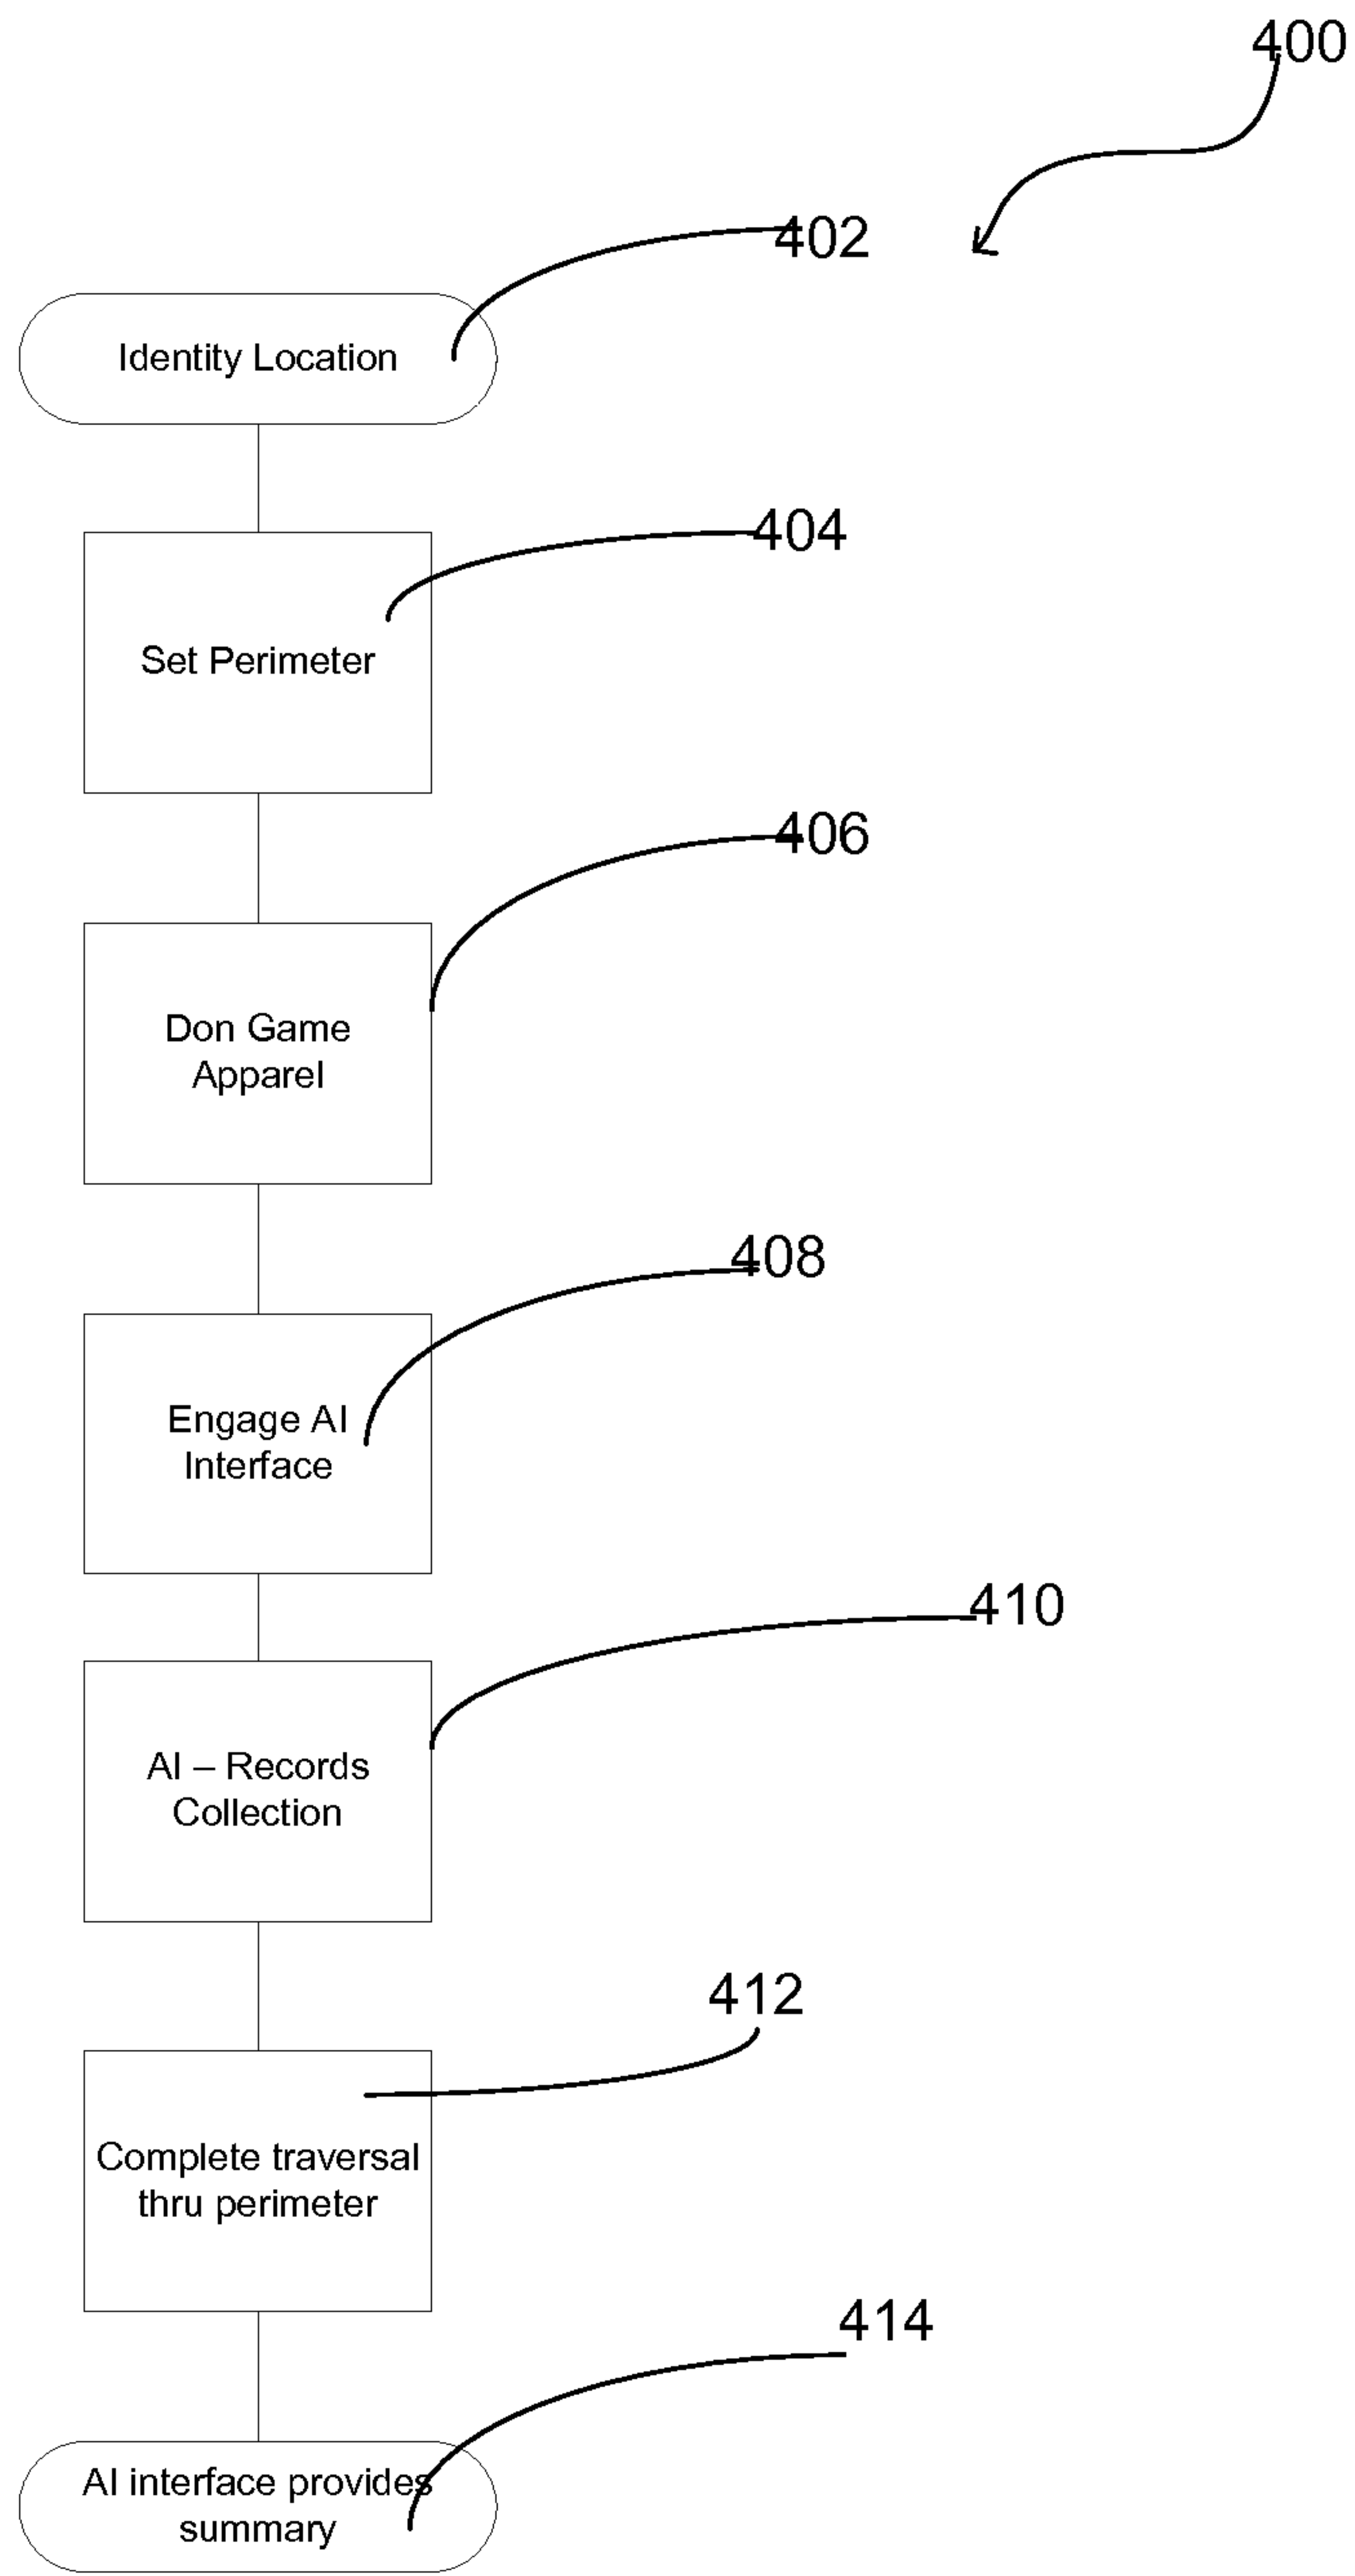 400
402
Identity Location
404
Set Perimeter
406
Don Game
Apparel
408
Engage AI
Interface
410
AI – Records
Collection
412
Complete traversal
thru perimeter
414
AI interface provides
summary